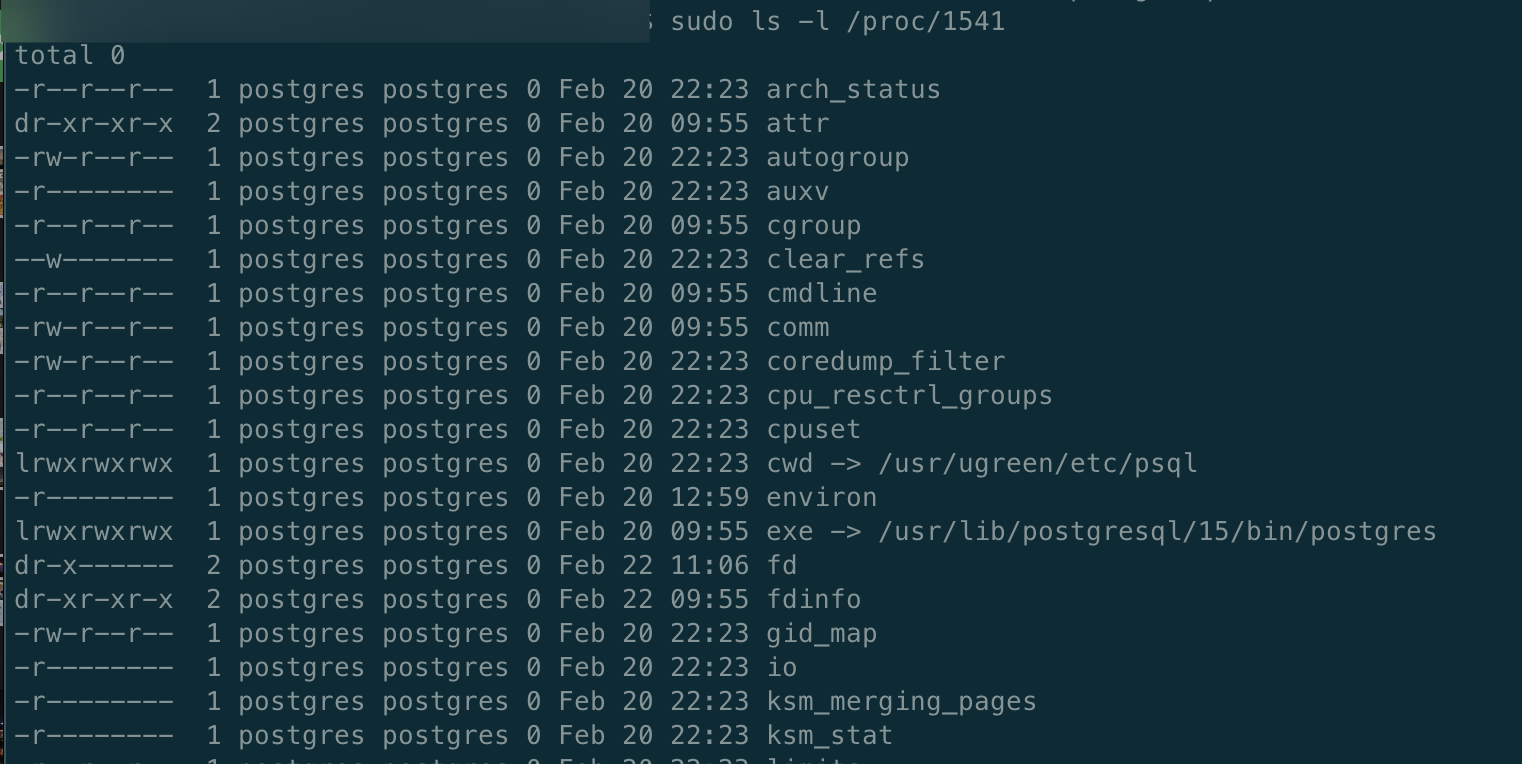 sudo ls -l /proc/1541
total 0
-r--r--r--  1 postgres postgres 0 Feb 20 22:23 arch_status
dr-xr-xr-x  2 postgres postgres 0 Feb 20 09:55 attr
-rw-r--r--  1 postgres postgres 0 Feb 20 22:23 autogroup
-r--------  1 postgres postgres 0 Feb 20 22:23 auxv
-r--r--r--  1 postgres postgres 0 Feb 20 09:55 cgroup
--w-------  1 postgres postgres 0 Feb 20 22:23 clear_refs
-r--r--r--  1 postgres postgres 0 Feb 20 09:55 cmdline
-rw-r--r--  1 postgres postgres 0 Feb 20 09:55 comm
-rw-r--r--  1 postgres postgres 0 Feb 20 22:23 coredump_filter
-r--r--r--  1 postgres postgres 0 Feb 20 22:23 cpu_resctrl_groups
-r--r--r--  1 postgres postgres 0 Feb 20 22:23 cpuset
lrwxrwxrwx  1 postgres postgres 0 Feb 20 22:23 cwd -> /usr/ugreen/etc/psql
-r--------  1 postgres postgres 0 Feb 20 12:59 environ
lrwxrwxrwx  1 postgres postgres 0 Feb 20 09:55 exe -> /usr/lib/postgresql/15/bin/postgres
dr-x------  2 postgres postgres 0 Feb 22 11:06 fd
dr-xr-xr-x  2 postgres postgres 0 Feb 22 09:55 fdinfo
-rw-r--r--  1 postgres postgres 0 Feb 20 22:23 gid_map
-r--------  1 postgres postgres 0 Feb 20 22:23 io
-r--------  1 postgres postgres 0 Feb 20 22:23 ksm_merging_pages
-r--------  1 postgres postgres 0 Feb 20 22:23 ksm_stat